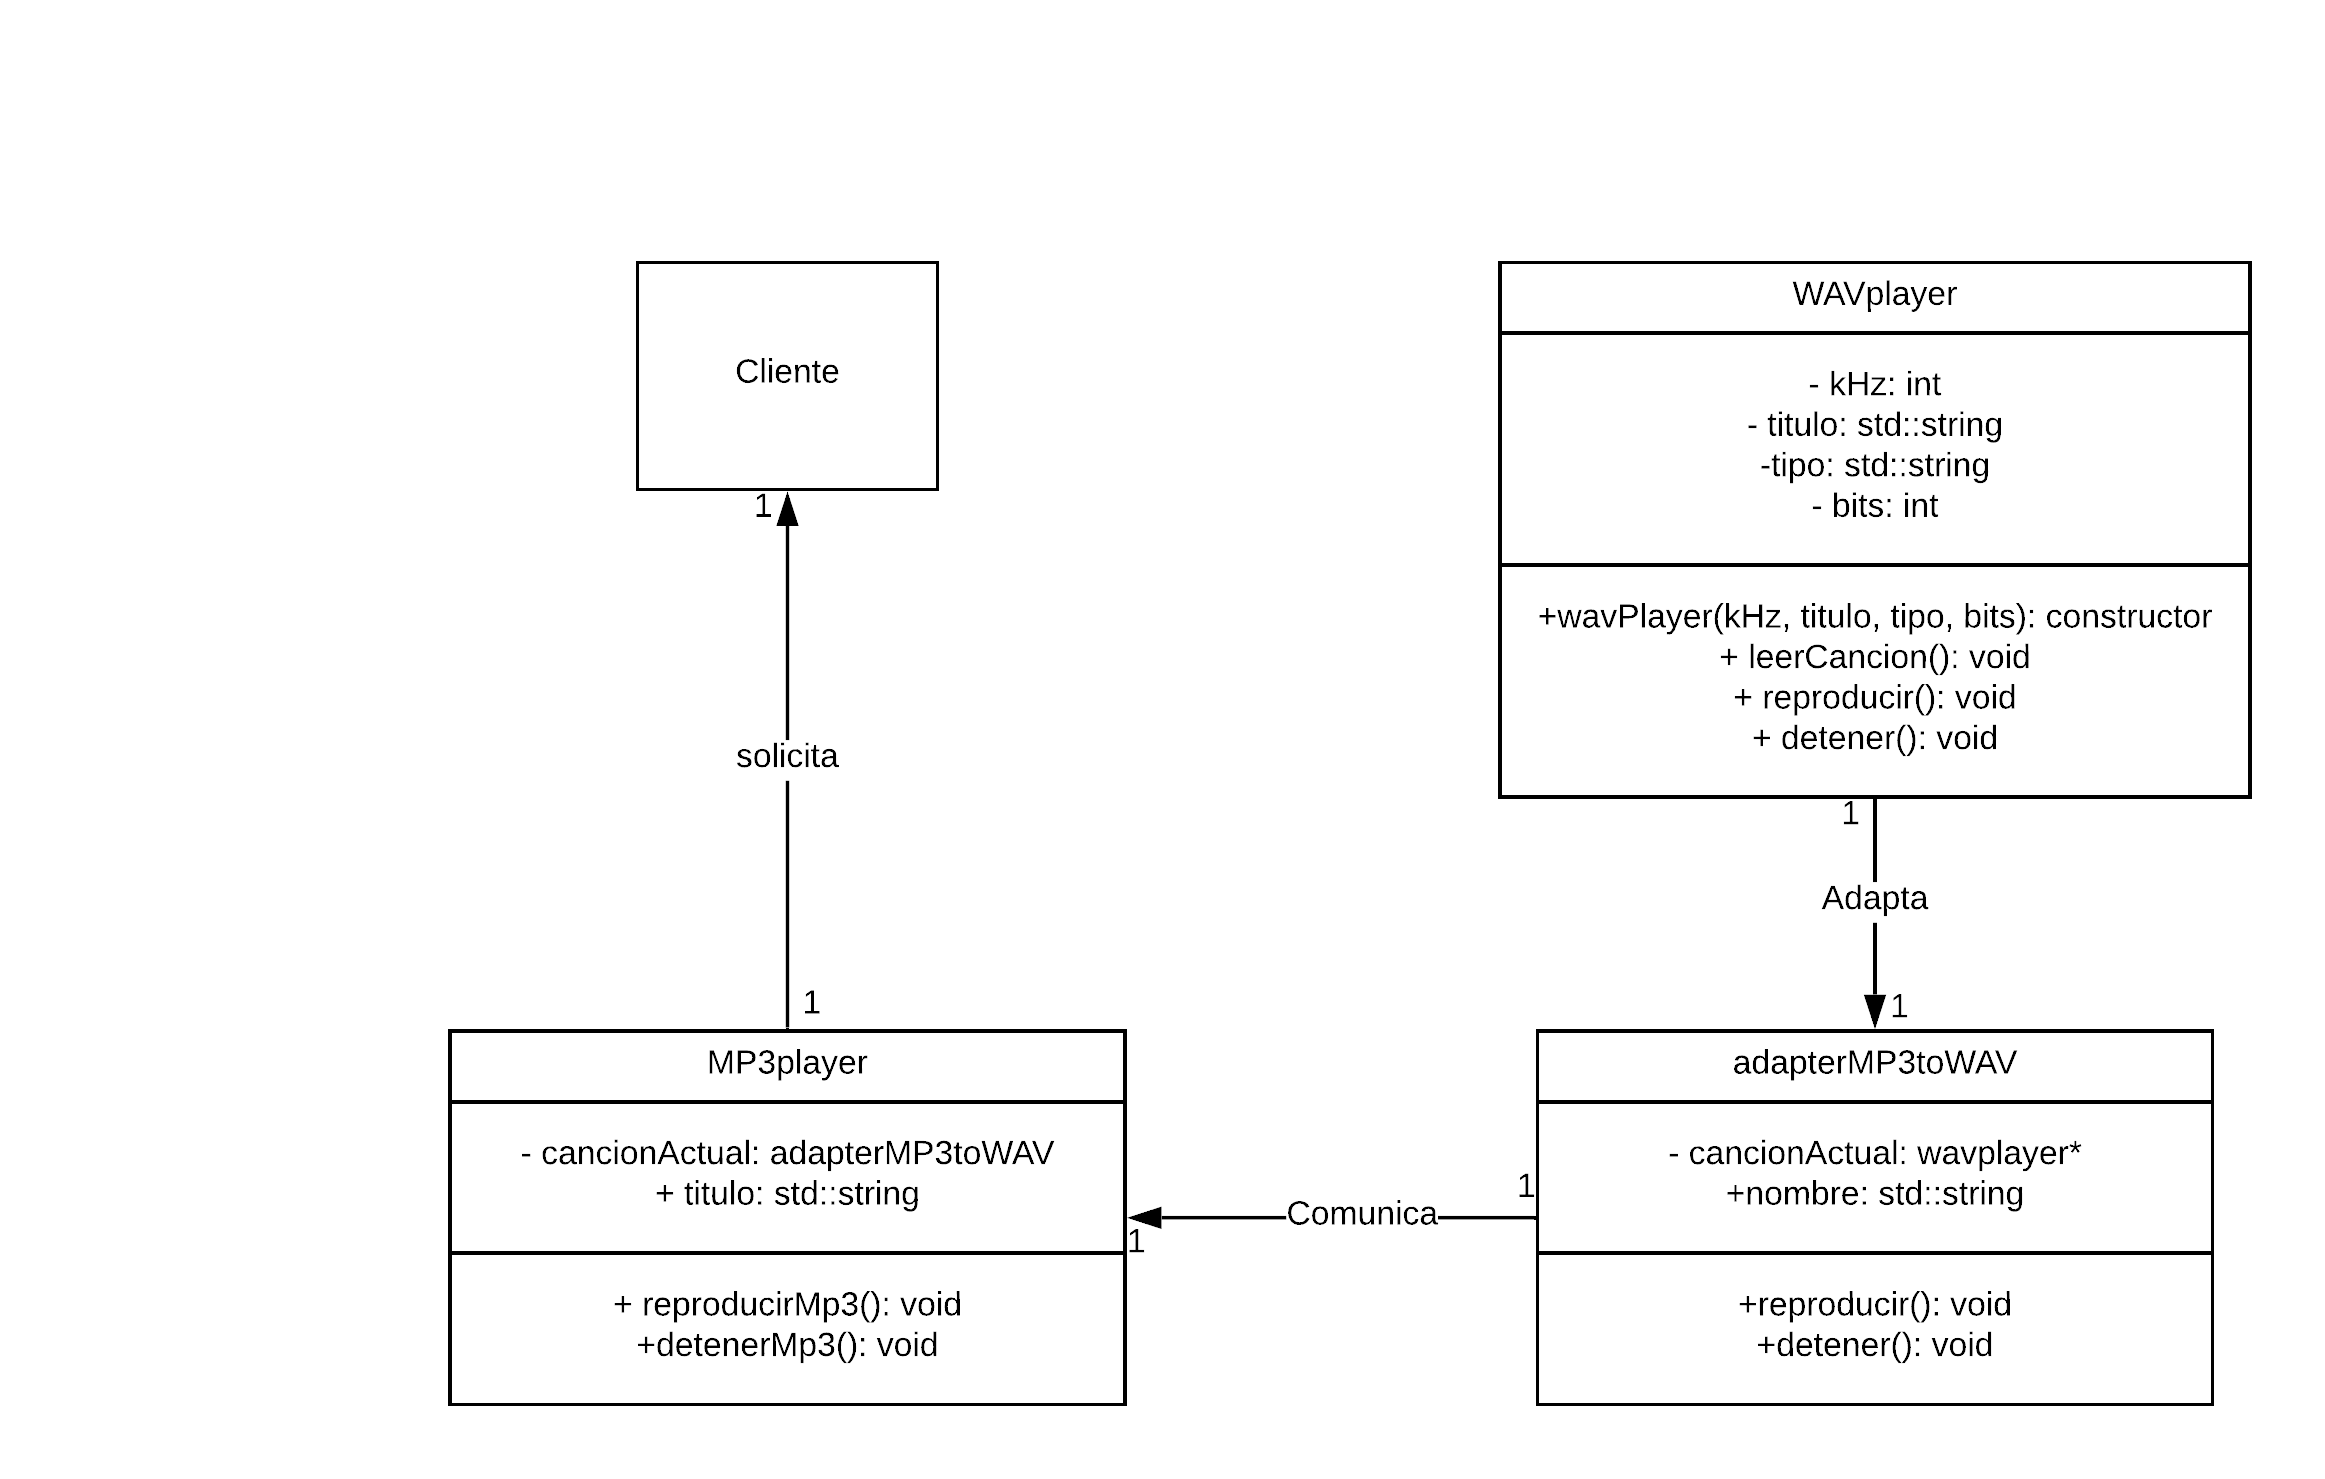 Cliente
1
solicita
1
MP3player
- cancionActual: adapterMP3toWAV
+ titulo: std::string
+ reproducirMp3(): void
+detenerMp3(): void
WAVplayer
- kHz: int
- titulo: std::string
-tipo: std::string
- bits: int
+wavPlayer(kHz, titulo, tipo, bits): constructor
+ leerCancion(): void
+ reproducir(): void
+ detener(): void
1
Adapta
1
adapterMP3toWAV
- cancionActual: wavplayer*
+nombre: std::string
+reproducir(): void
+detener(): void
1
Comunica
1